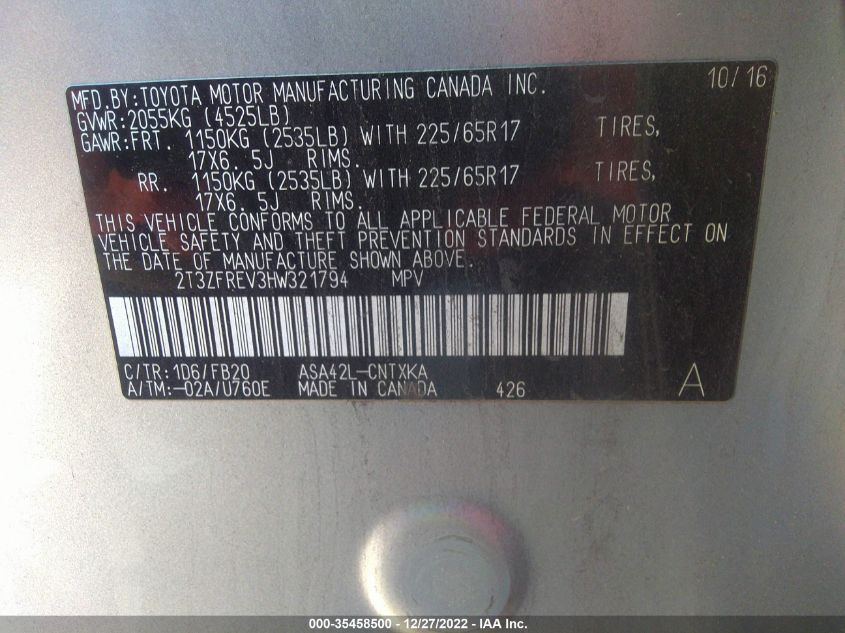 MFD.BY:TOYOTA MOTOR MANUFACTURING CANADA INC. 10/16
GVWR:2055KG (4525LB)
GAWR:FRT. 1150KG (2535LB) WITH 225/65R17 TIRES,
17X6.5J RIMS.
RR. 1150KG (2535LB) WITH 225/65R17 TIRES,
17X6.5J RIMS.
THIS VEHICLE CONFORMS TO ALL APPLICABLE FEDERAL MOTOR
VEHICLE SAFETY AND THEFT PREVENTION STANDARDS IN EFFECT ON
THE DATE OF MANUFACTURE SHOWN ABOVE.
2T3ZFREV3HW321794 MPV
C/TR:1D6/FB20 ASA42L-CNTXKA
A/TM:-02A/U760E MADE IN CANADA 426 A
000-35458500 - 12/27/2022 - IAA Inc.